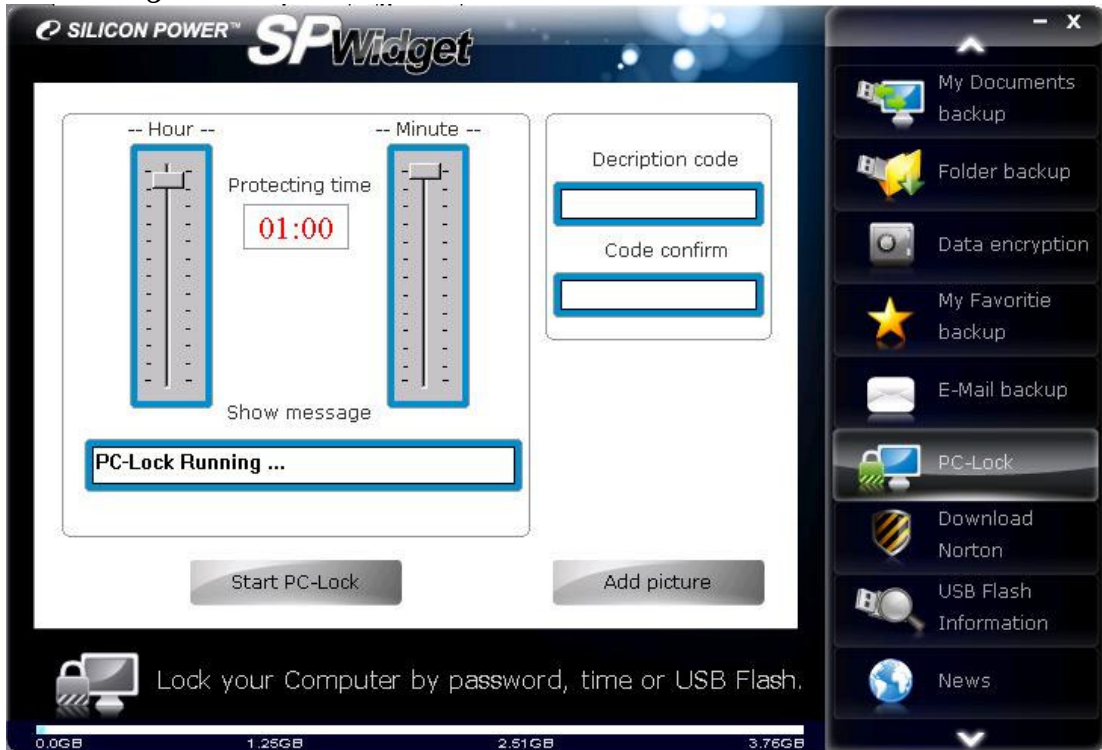 SILICON POWER™ SPWidget
- x
-- Hour --
-- Minute --
Protecting time
01:00
Show message
PC-Lock Running ...
Decription code
Code confirm
Start PC-Lock
Add picture
Lock your Computer by password, time or USB Flash.
0.0GB 1.25GB 2.51GB 3.76GB
My Documents
backup
Folder backup
Data encryption
My Favoritie
backup
E-Mail backup
PC-Lock
Download
Norton
USB Flash
Information
News